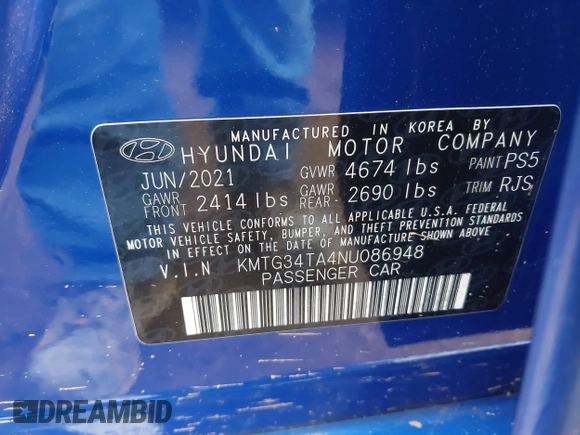 MANUFACTURED IN KOREA BY
HYUNDAI MOTOR COMPANY
JUN/2021 GVWR 4674 lbs PAINT PS5
GAWR FRONT 2414 lbs GAWR REAR 2690 lbs TRIM RJS
THIS VEHICLE CONFORMS TO ALL APPLICABLE U.S.A. FEDERAL
MOTOR VEHICLE SAFETY, BUMPER, AND THEFT PREVENTION STANDARDS
IN EFFECT ON THE DATE OF MANUFACTURE SHOWN ABOVE
V.I.N KMTG34TA4NU086948
PASSENGER CAR
DREAMBID